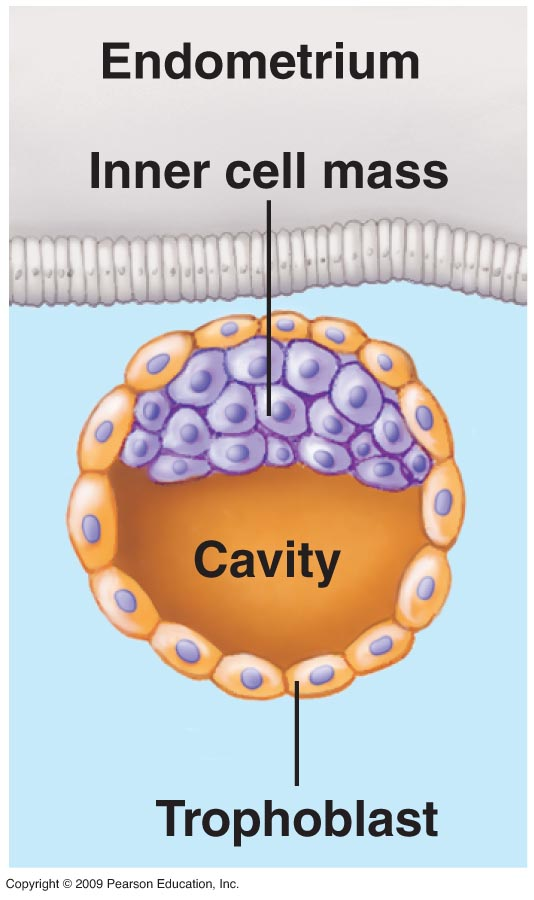 Endometrium
Inner cell mass
Cavity
Trophoblast
Copyright © 2009 Pearson Education, Inc.